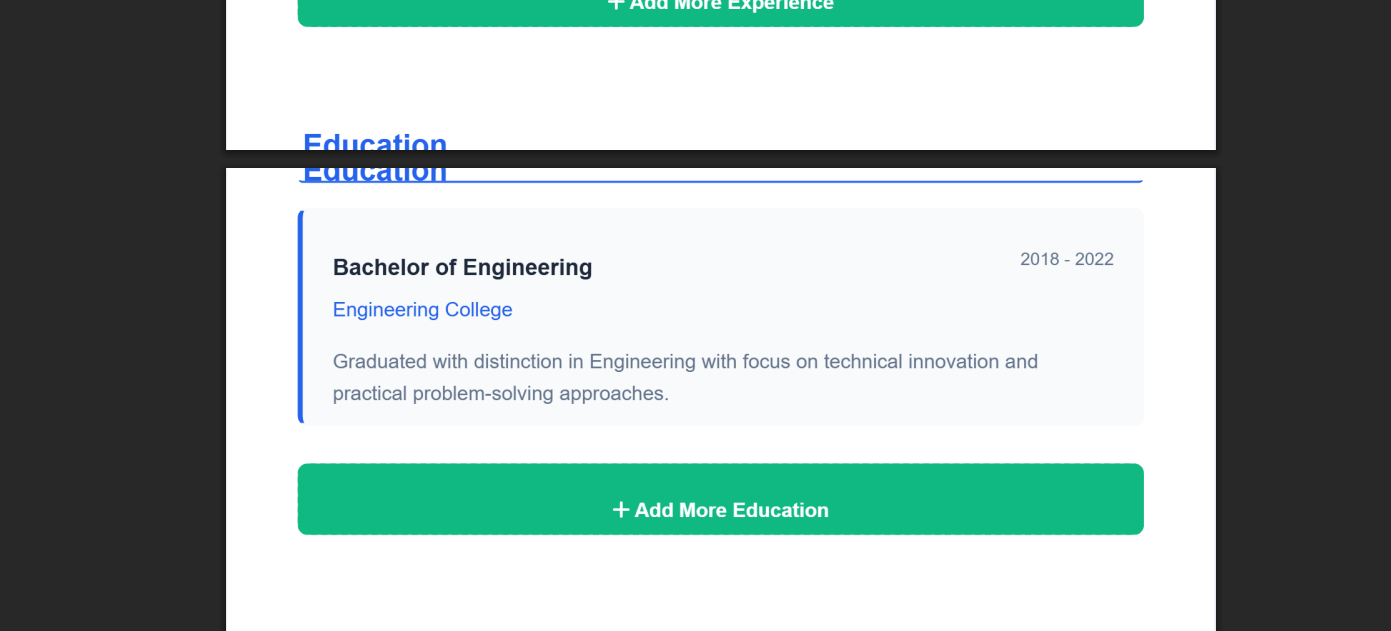 + Add More Experience
Education
Education
Bachelor of Engineering
2018 - 2022
Engineering College
Graduated with distinction in Engineering with focus on technical innovation and
practical problem-solving approaches.
+ Add More Education